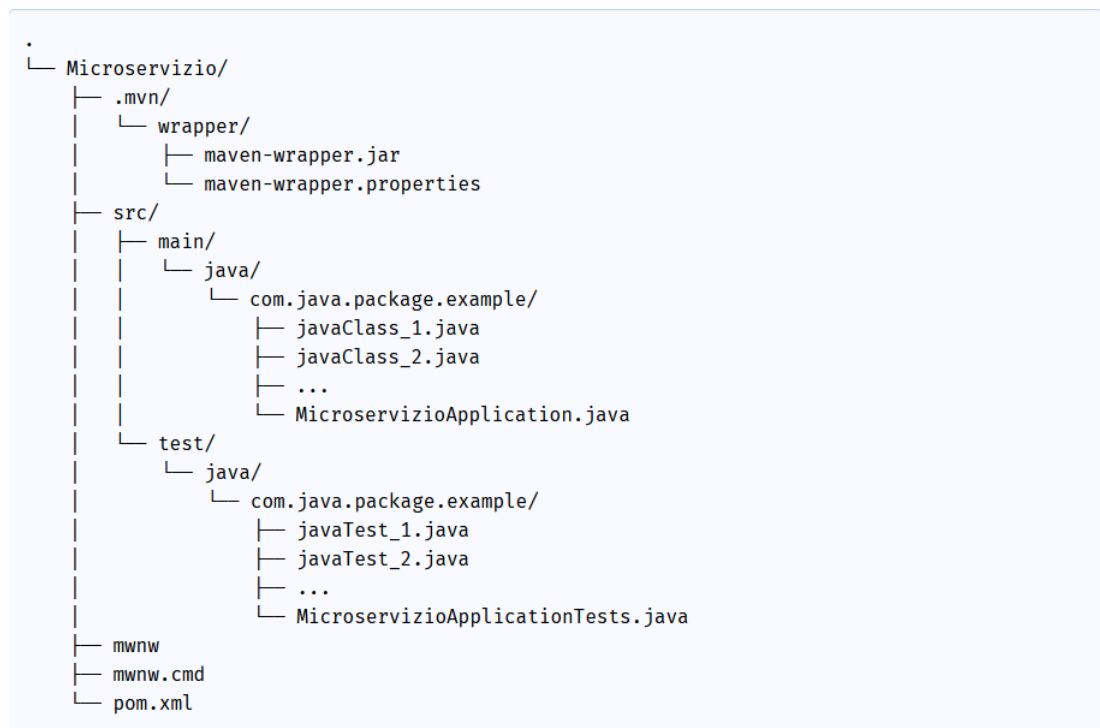 .
└── Microservizio/
    ├── .mvn/
    │   └── wrapper/
    │       ├── maven-wrapper.jar
    │       └── maven-wrapper.properties
    ├── src/
    │   ├── main/
    │   │   └── java/
    │   │       └── com.java.package.example/
    │   │           ├── javaClass_1.java
    │   │           ├── javaClass_2.java
    │   │           ├── ...
    │   │           └── MicroservizioApplication.java
    │   └── test/
    │       └── java/
    │           └── com.java.package.example/
    │               ├── javaTest_1.java
    │               ├── javaTest_2.java
    │               ├── ...
    │               └── MicroservizioApplicationTests.java
    ├── mwnw
    ├── mwnw.cmd
    └── pom.xml